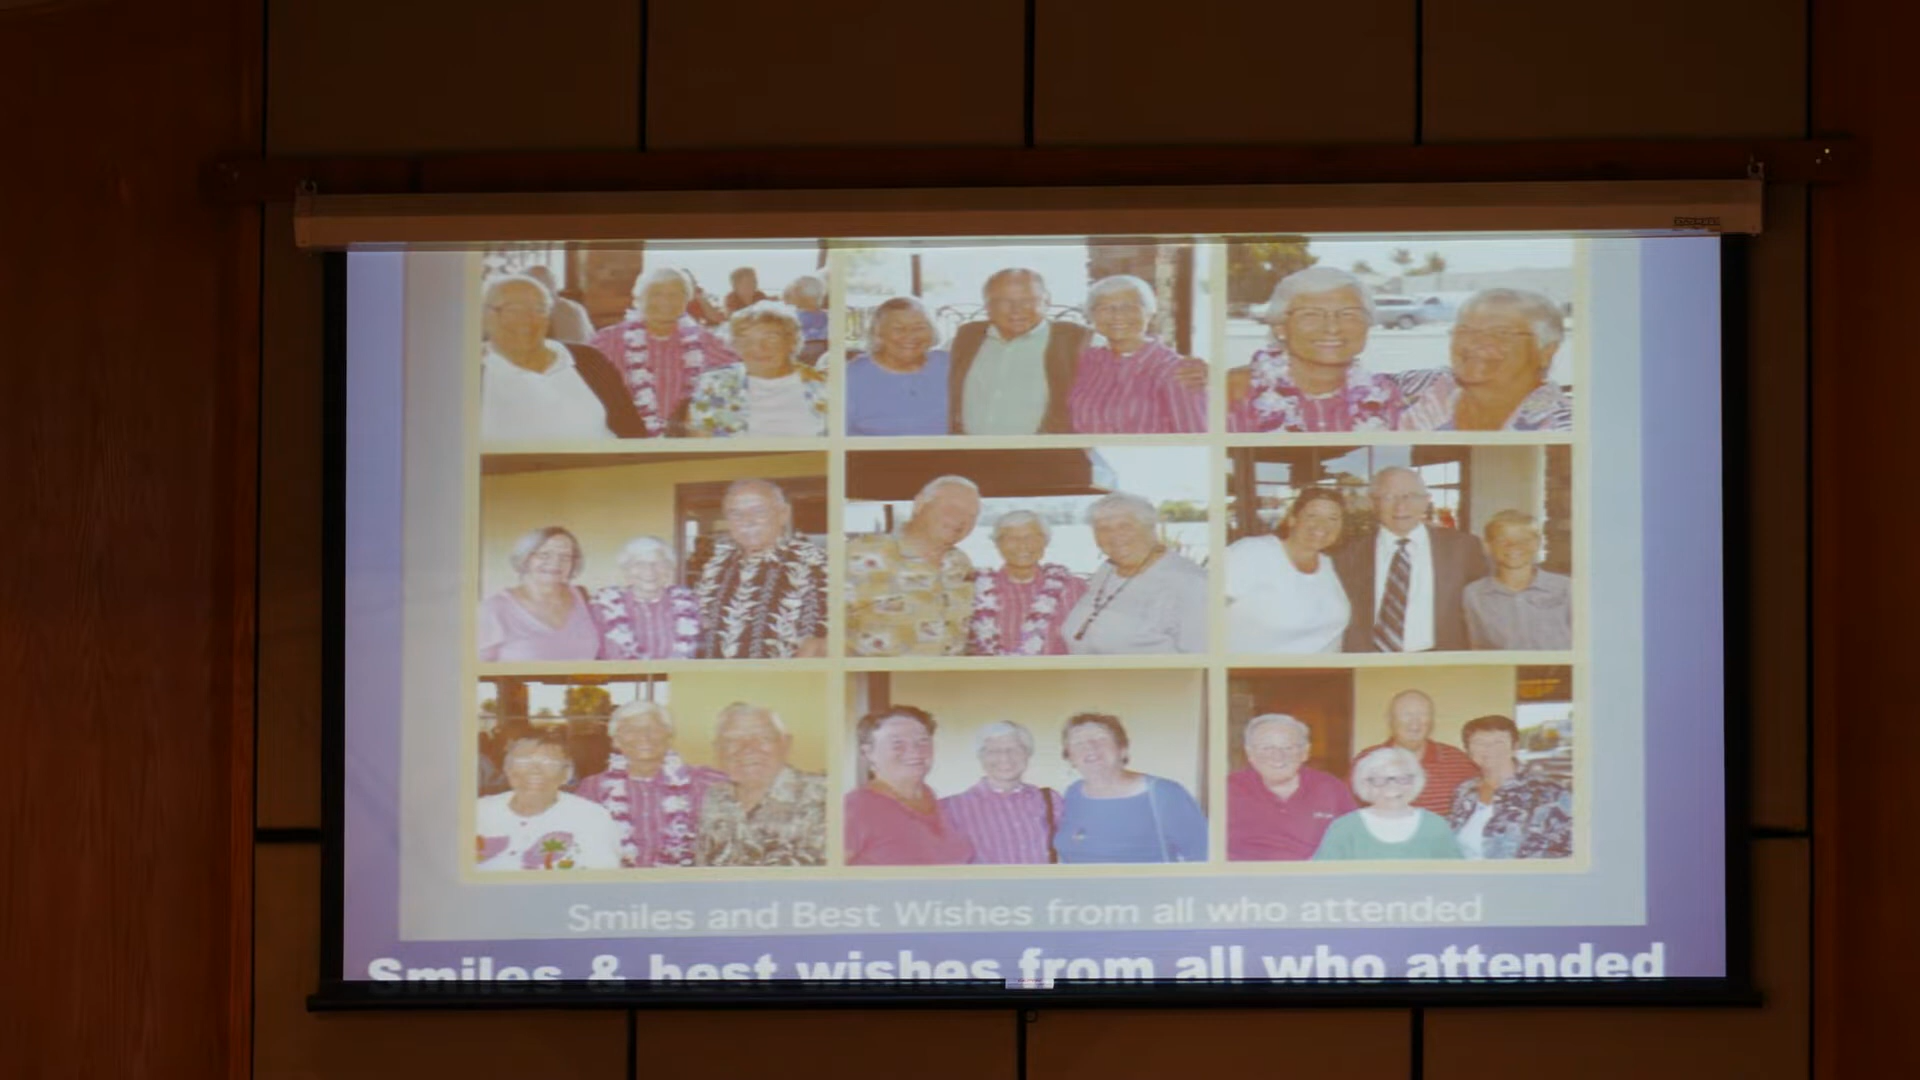 Smiles and Best Wishes from all who attended
Smiles & best wishes from all who attended